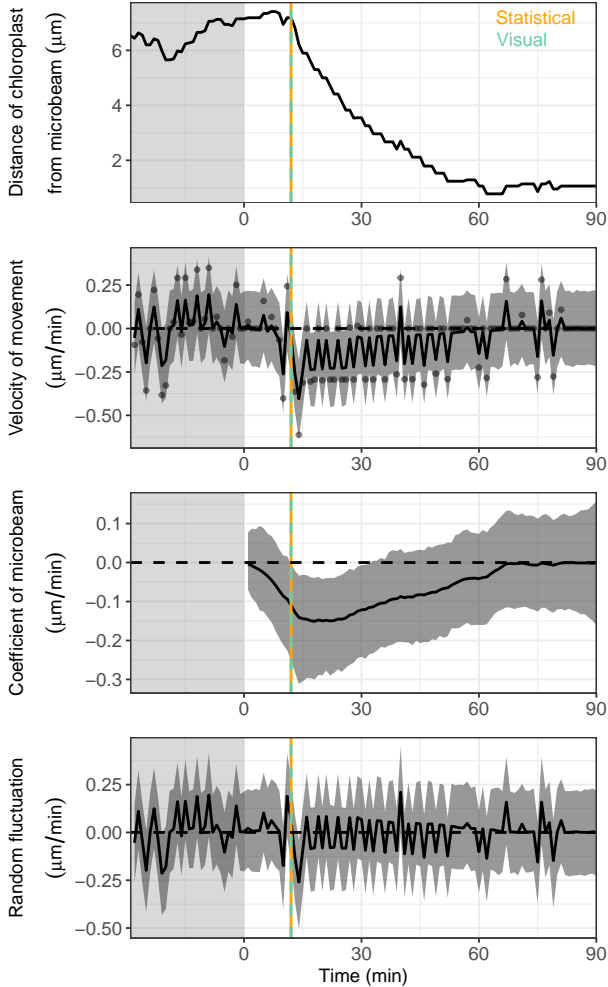 Statistical
Visual
Distance of chloroplast
from microbeam (μm)
6
4
2
0 30 60 90
Velocity of movement
(μm/min)
0.25
0.00
−0.25
−0.50
0 30 60 90
Coefficient of microbeam
(μm/min)
0.1
0.0
−0.1
−0.2
−0.3
0 30 60 90
Random fluctuation
(μm/min)
0.25
0.00
−0.25
−0.50
0 30 60 90
Time (min)